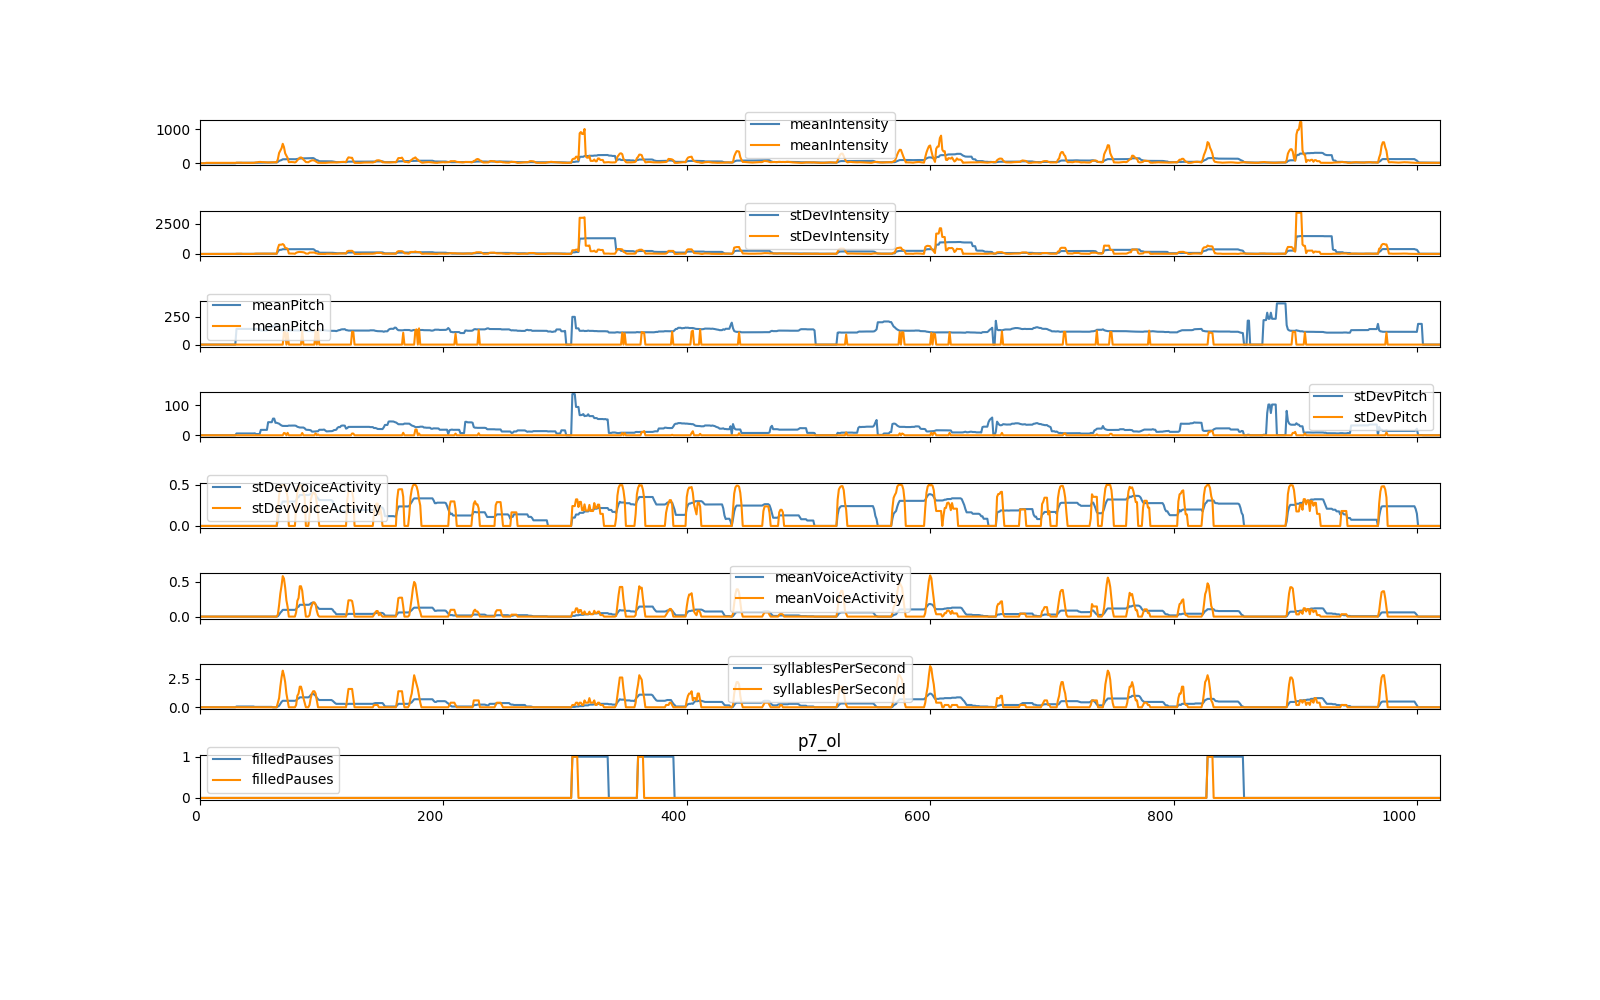 1000
0
meanIntensity
meanIntensity
2500
0
stDevIntensity
stDevIntensity
250
0
meanPitch
meanPitch
100
0
stDevPitch
stDevPitch
0.5
0.0
stDevVoiceActivity
stDevVoiceActivity
0.5
0.0
meanVoiceActivity
meanVoiceActivity
2.5
0.0
syllablesPerSecond
syllablesPerSecond
p7_ol
1
0
filledPauses
filledPauses
0 200 400 600 800 1000